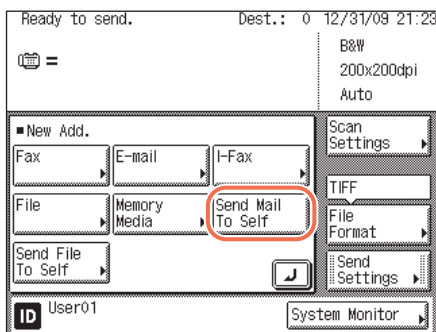 Ready to send. Dest.: 0 12/31/09 21:23
=
B&W
200x200dpi
Auto
■New Add.
Fax E-mail I-Fax
File Memory Media Send Mail To Self
Send File To Self
Scan Settings
TIFF
File Format
Send Settings
ID User01 System Monitor